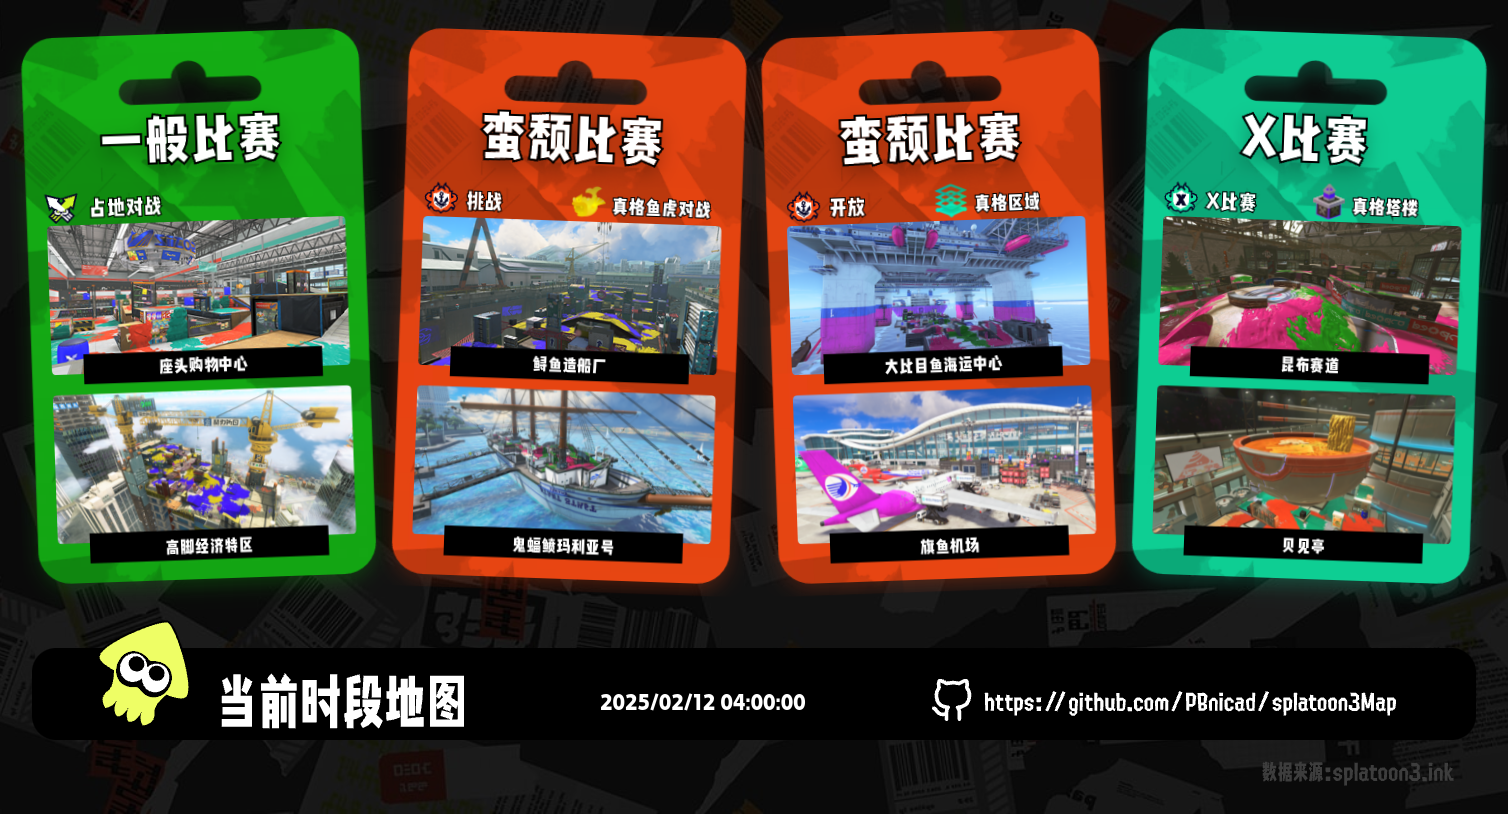 一般比赛
占地对战
座头购物中心
高脚经济特区
蛮颓比赛
挑战
真格鱼虎对战
鲟鱼造船厂
鬼蝠鲼玛利亚号
蛮颓比赛
开放
真格区域
大比目鱼海运中心
旗鱼机场
X比赛
X比赛
真格塔楼
昆布赛道
贝见亭
当前时段地图
2025/02/12 04:00:00
https://github.com/PBnicad/splatoon3Map
数据来源:splatoon3.ink